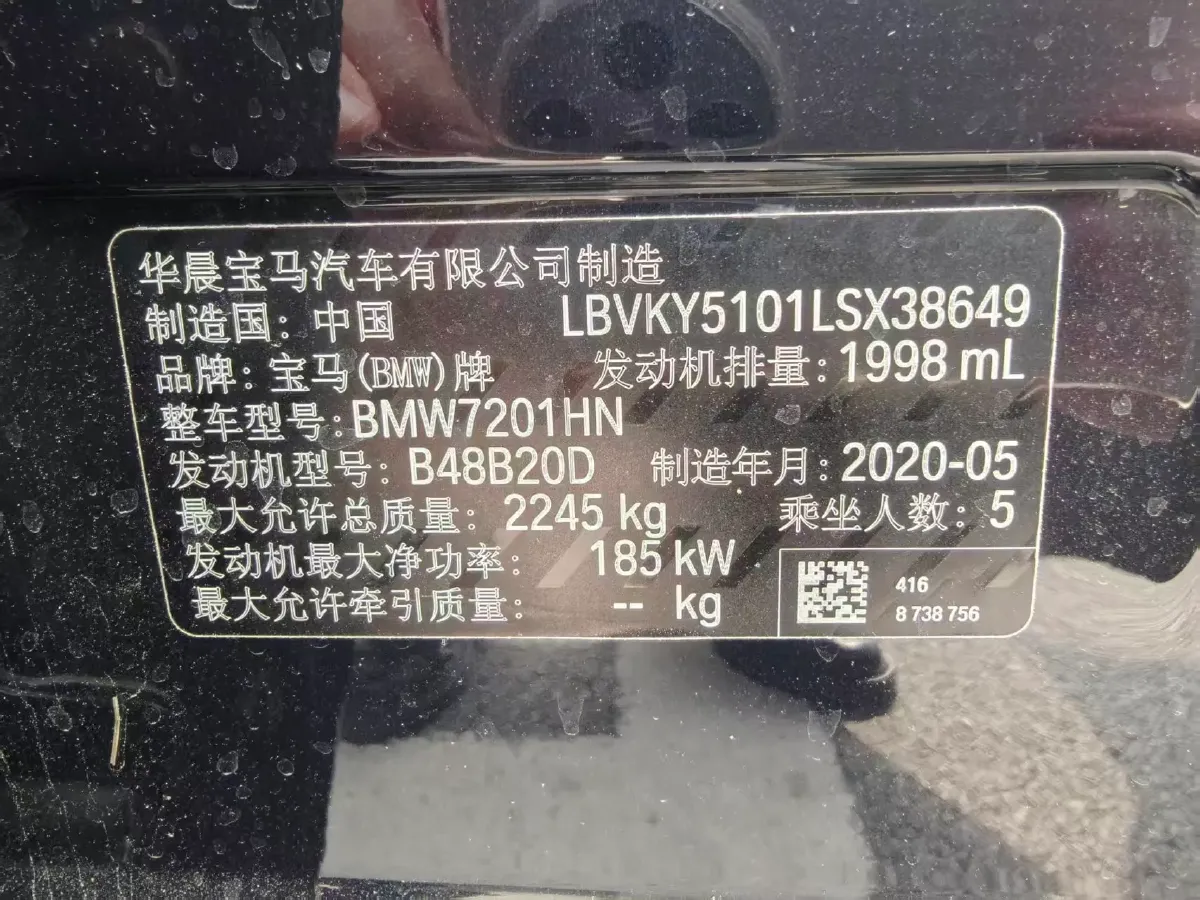 华晨宝马汽车有限公司制造
制造国：中国 LBVKY5101LSX38649
品牌：宝马(BMW)牌 发动机排量：1998 mL
整车型号：BMW7201HN
发动机型号：B48B20D 制造年月：2020-05
最大允许总质量：2245 kg 乘坐人数：5
发动机最大净功率：185 kW
最大允许牵引质量：-- kg
416
8 738 756